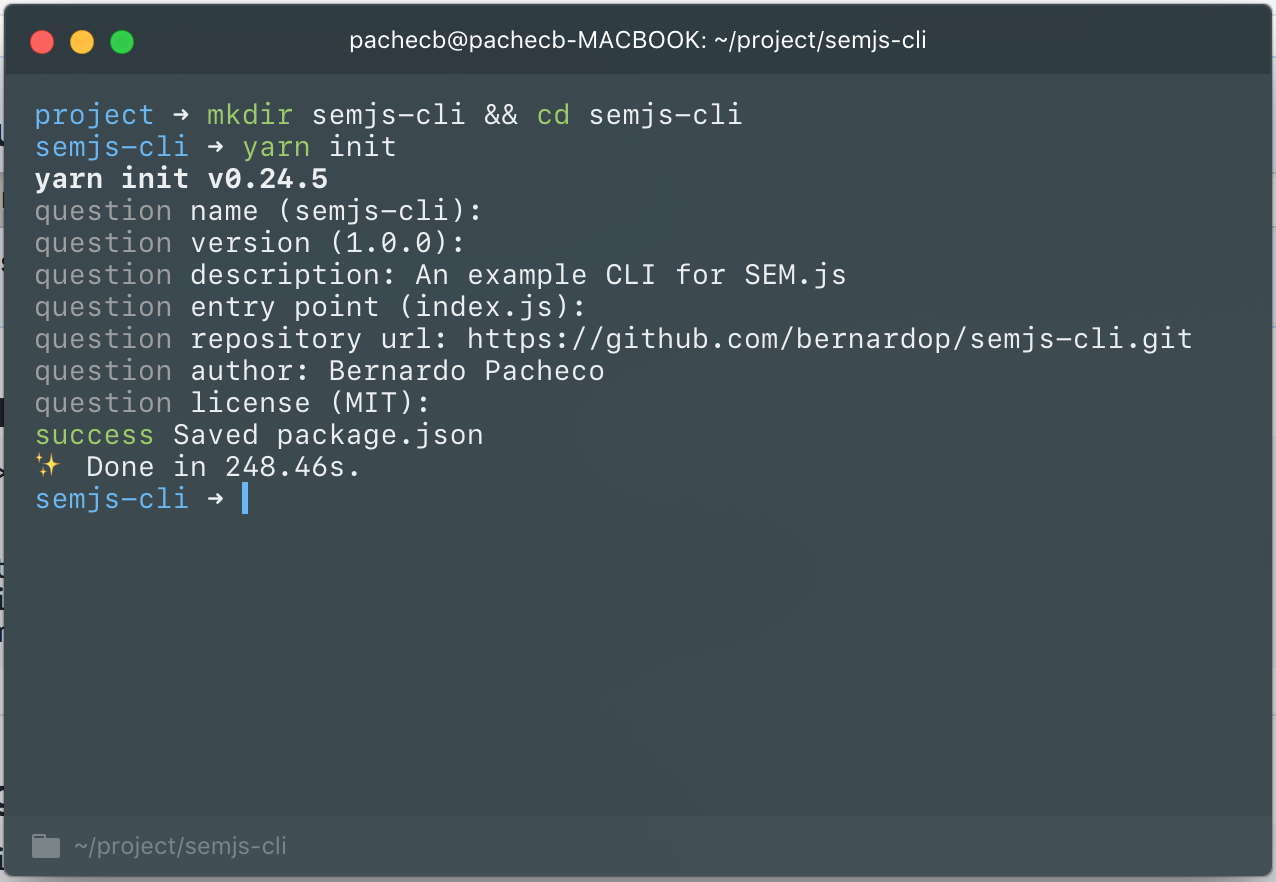 pachecb@pachecb-MACBOOK: ~/project/semjs-cli
project ➜ mkdir semjs-cli && cd semjs-cli
semjs-cli ➜ yarn init
yarn init v0.24.5
question name (semjs-cli):
question version (1.0.0):
question description: An example CLI for SEM.js
question entry point (index.js):
question repository url: https://github.com/bernardop/semjs-cli.git
question author: Bernardo Pacheco
question license (MIT):
success Saved package.json
✨ Done in 248.46s.
semjs-cli ➜
~/project/semjs-cli